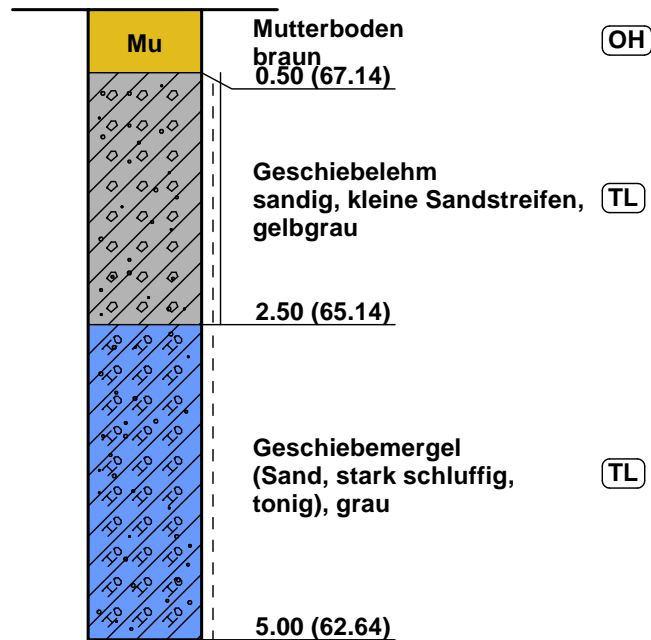 Mu
Mutterboden
braun
OH
0.50 (67.14)
Geschiebelehm
sandig, kleine Sandstreifen,
gelbgrau
TL
2.50 (65.14)
Geschiebemergel
(Sand, stark schluffig,
tonig), grau
TL
5.00 (62.64)